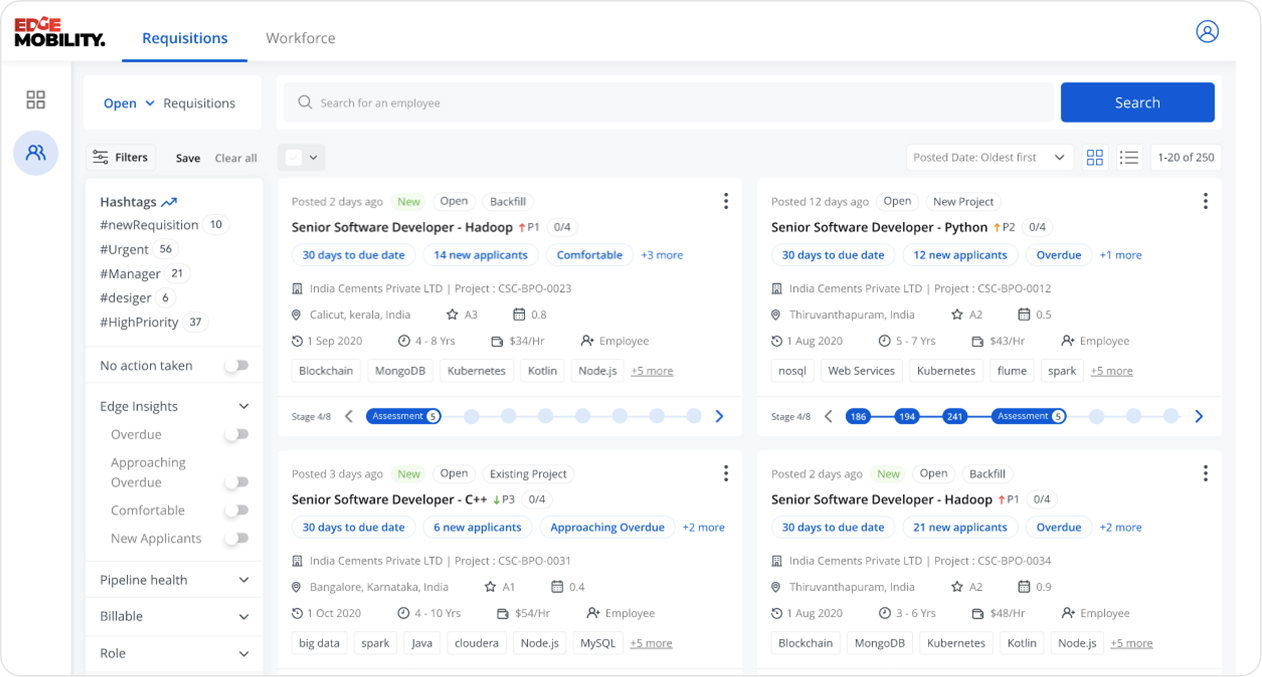 EDGE
MOBILITY.
Requisitions
Workforce
Open Requisitions
Search for an employee
Search
Filters
Save
Clear all
Posted Date: Oldest first
1-20 of 250
Hashtags
#newRequisition 10
#Urgent 56
#Manager 21
#desiger 6
#HighPriority 37
No action taken
Edge Insights
Overdue
Approaching
Overdue
Comfortable
New Applicants
Pipeline health
Billable
Role
Posted 2 days ago New Open Backfill
Senior Software Developer - Hadoop ↑P1 0/4
30 days to due date 14 new applicants Comfortable +3 more
India Cements Private LTD | Project : CSC-BPO-0023
Calicut, kerala, India A3 0.8
1 Sep 2020 4 - 8 Yrs $34/Hr Employee
Blockchain MongoDB Kubernetes Kotlin Node.js +5 more
Stage 4/8 Assessment 5
Posted 12 days ago Open New Project
Senior Software Developer - Python ↑P2 0/4
30 days to due date 12 new applicants Overdue +1 more
India Cements Private LTD | Project : CSC-BPO-0012
Thiruvanthapuram, India A2 0.5
1 Aug 2020 5 - 7 Yrs $43/Hr Employee
nosql Web Services Kubernetes flume spark +5 more
Stage 4/8 186 194 241 Assessment 5
Posted 3 days ago New Open Existing Project
Senior Software Developer - C++ ↓P3 0/4
30 days to due date 6 new applicants Approaching Overdue +2 more
India Cements Private LTD | Project : CSC-BPO-0031
Bangalore, Karnataka, India A1 0.4
1 Oct 2020 4 - 10 Yrs $54/Hr Employee
big data spark Java cloudera Node.js MySQL +5 more
Posted 2 days ago New Open Backfill
Senior Software Developer - Hadoop ↑P1 0/4
30 days to due date 21 new applicants Overdue +2 more
India Cements Private LTD | Project : CSC-BPO-0034
Thiruvanthapuram, India A2 0.9
1 Aug 2020 3 - 6 Yrs $48/Hr Employee
Blockchain MongoDB Kubernetes Kotlin Node.js +5 more